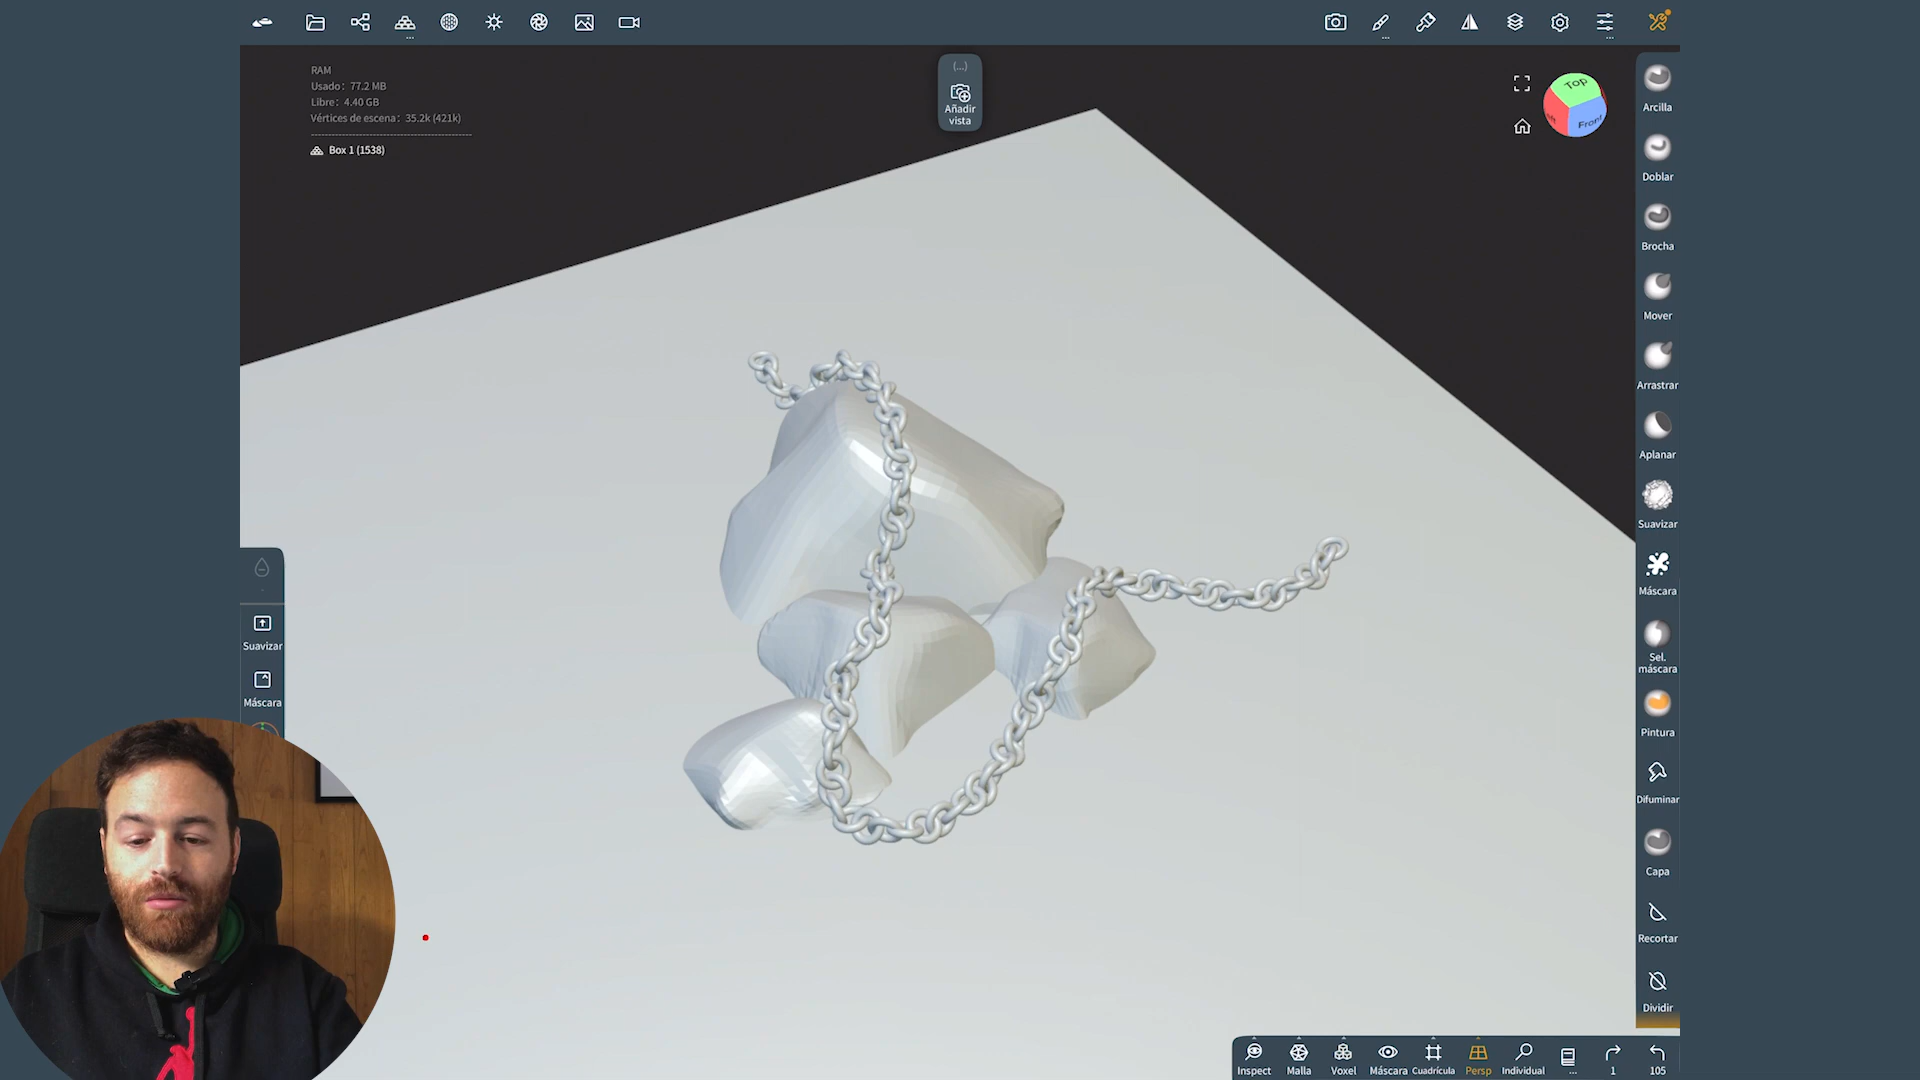 RAM
Usado: 77.2 MB
Libre: 4.40 GB
Vértices de escena: 35.2k (421k)
Box 1 (1538)
(...)
Añadir
vista
Top
Front
Arcilla
Doblar
Brocha
Mover
Arrastrar
Aplanar
Suavizar
Máscara
Sel.
máscara
Pintura
Difuminar
Capa
Recortar
Dividir
Suavizar
Máscara
Inspect
Malla
Voxel
Máscara
Cuadrícula
Persp
Individual
...
1
105